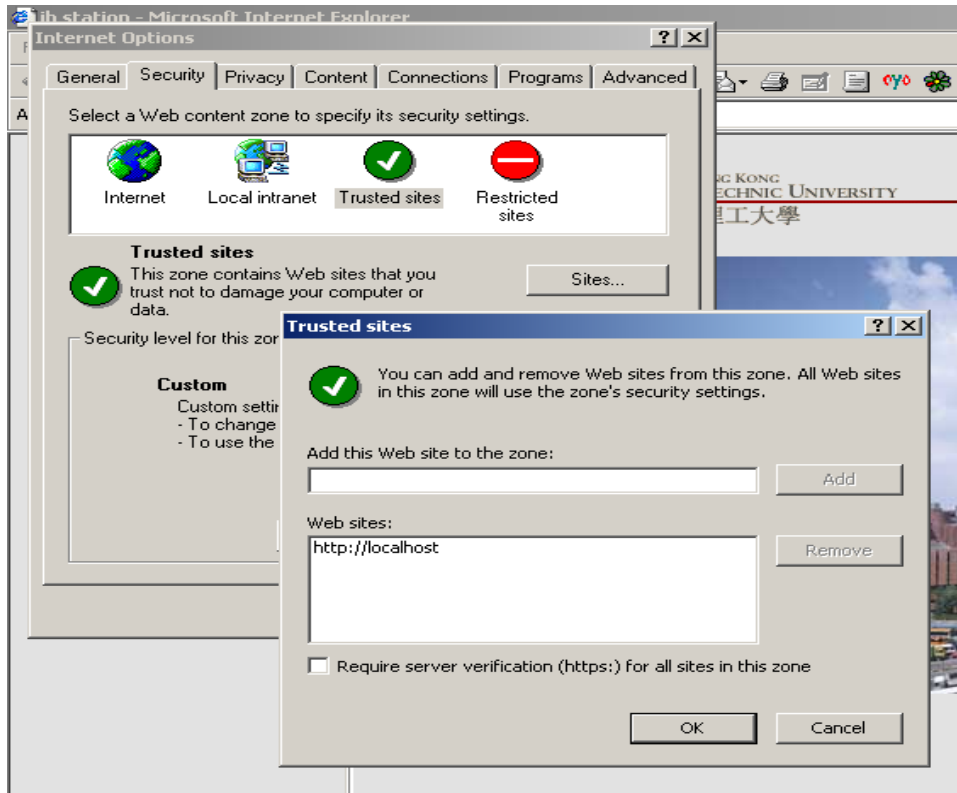 lib station - Microsoft Internet Explorer
Internet Options
General Security Privacy Content Connections Programs Advanced
Select a Web content zone to specify its security settings.
Internet Local intranet Trusted sites Restricted sites
Trusted sites
This zone contains Web sites that you
trust not to damage your computer or
data.
Sites...
Security level for this
Custom
Custom
- To change
- To use the
KONG
UNIVERSITY
工大學
Trusted sites
You can add and remove Web sites from this zone. All Web sites
in this zone will use the zone's security settings.
Add this Web site to the zone:
Add
Web sites:
http://localhost
Remove
Require server verification (https:) for all sites in this zone
OK Cancel